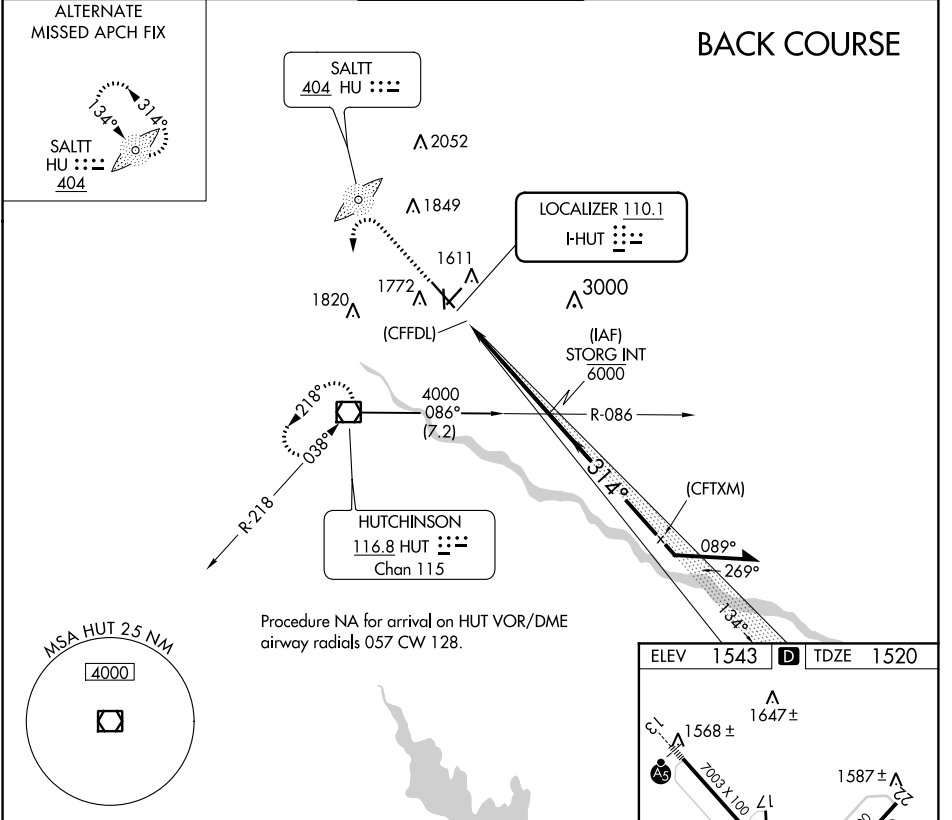 ALTERNATE
MISSED APCH FIX
134°
314°
SALTT
HU
404
BACK COURSE
SALTT
404 HU
2052
1849
LOCALIZER 110.1
I-HUT
1611
1772
1820
3000
(CFFDL)
(IAF)
STORG INT
6000
4000
086°
(7.2)
R-086
218°
038°
R-218
314°
(CFTXM)
089°
269°
134°
HUTCHINSON
116.8 HUT
Chan 115
Procedure NA for arrival on HUT VOR/DME
airway radials 057 CW 128.
MSA HUT 25 NM
4000
ELEV 1543 D TDZE 1520
1647 ±
13
1568 ±
A5
7003 X 100
17
1587 ±
22